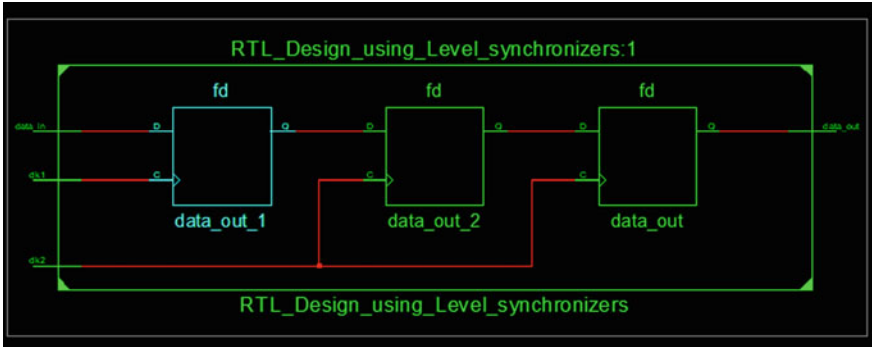 RTL_Design_using_Level_synchronizers:1
fd fd fd
data_in D Q D Q D Q data_out
clk1 C C C
data_out_1 data_out_2 data_out
clk2
RTL_Design_using_Level_synchronizers